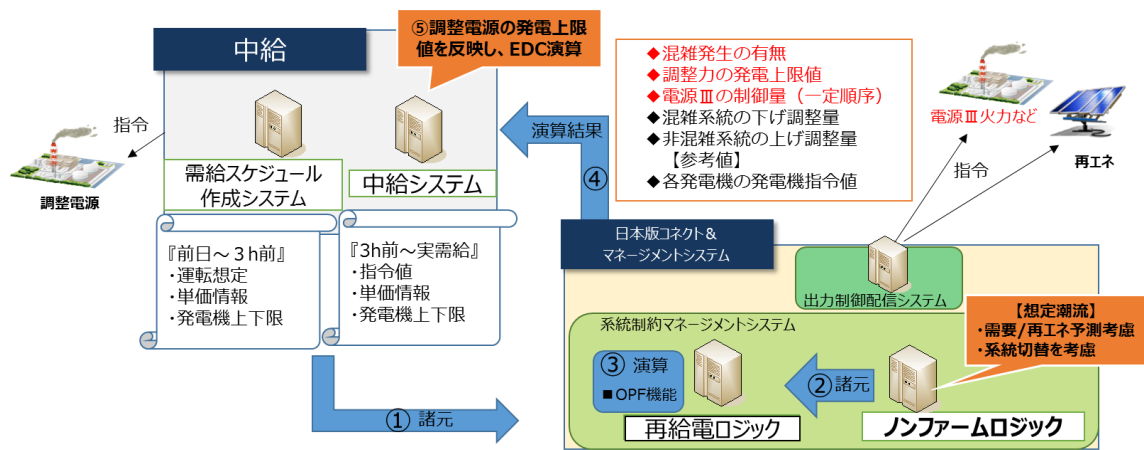 中給
⑤調整電源の発電上限
値を反映し、EDC演算
指令
調整電源
需給スケジュール
作成システム
中給システム
『前日～３h前』
・運転想定
・単価情報
・発電機上下限
『3h前～実需給』
・指令値
・単価情報
・発電機上下限
① 諸元
演算結果
④
◆混雑発生の有無
◆調整力の発電上限値
◆電源Ⅲの制御量（一定順序）
◆混雑系統の下げ調整量
◆非混雑系統の上げ調整量
【参考値】
◆各発電機の発電機指令値
電源Ⅲ火力など
再エネ
指令
日本版コネクト＆
マネージメントシステム
出力制御配信システム
系統制約マネージメントシステム
③ 演算
■OPF機能
再給電ロジック
②諸元
ノンファームロジック
【想定潮流】
・需要/再エネ予測考慮
・系統切替を考慮